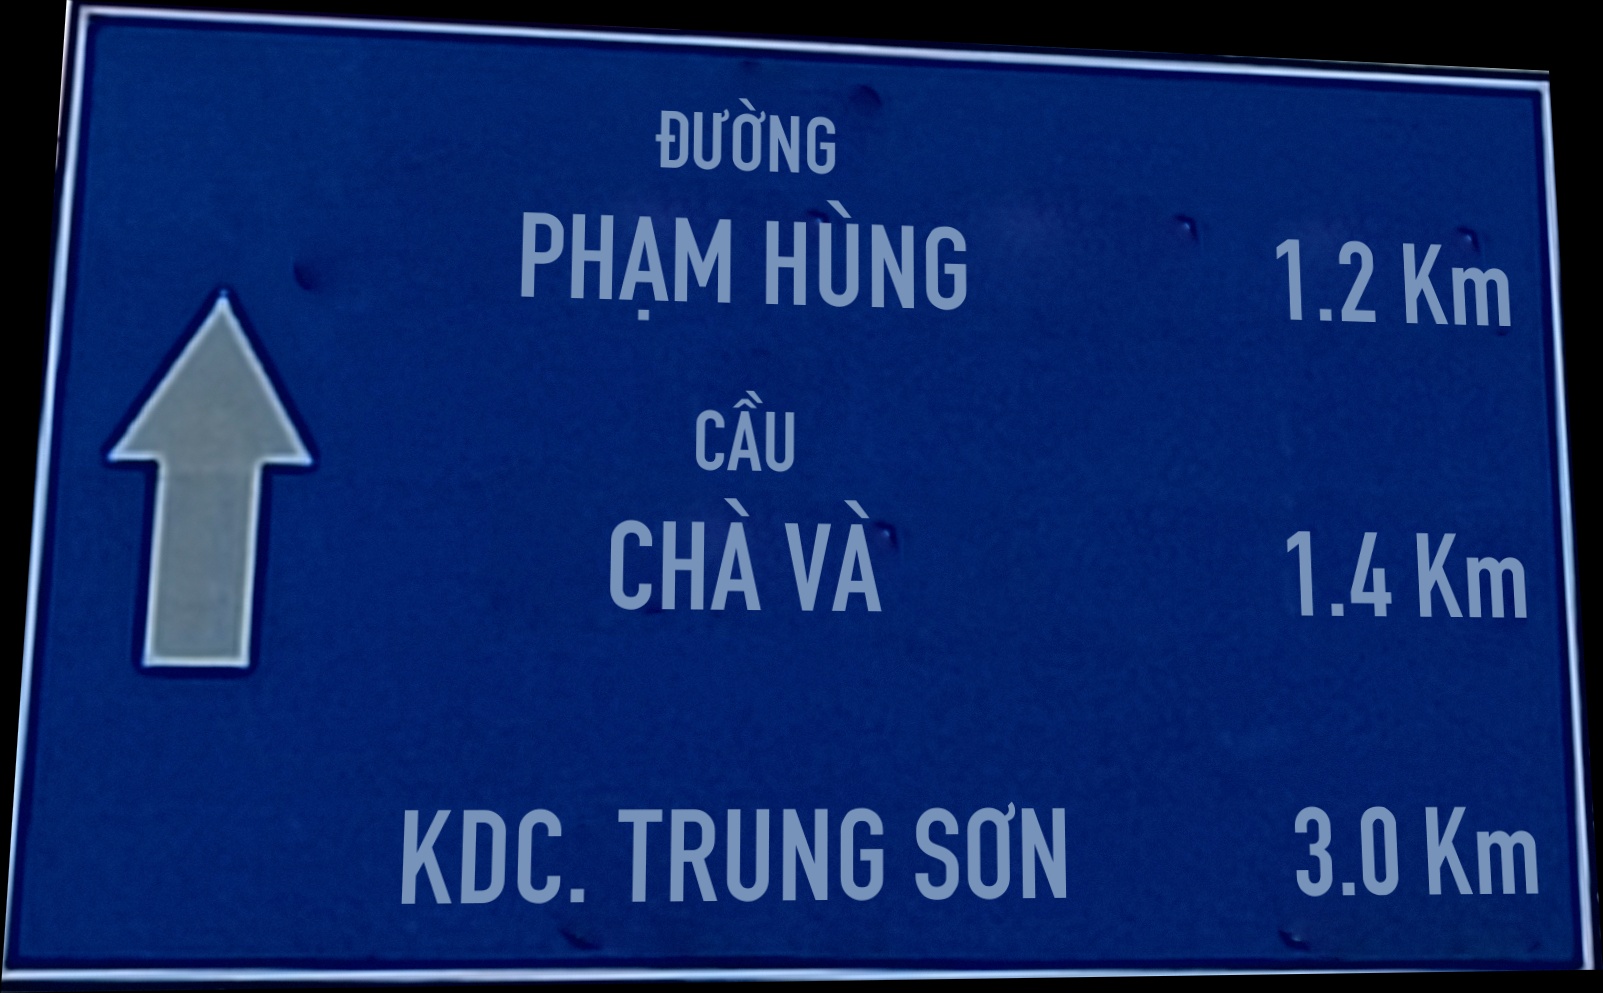 ĐƯỜNG
PHẠM HÙNG 1.2 Km
CẦU
CHÀ VÀ 1.4 Km
KDC. TRUNG SƠN 3.0 Km